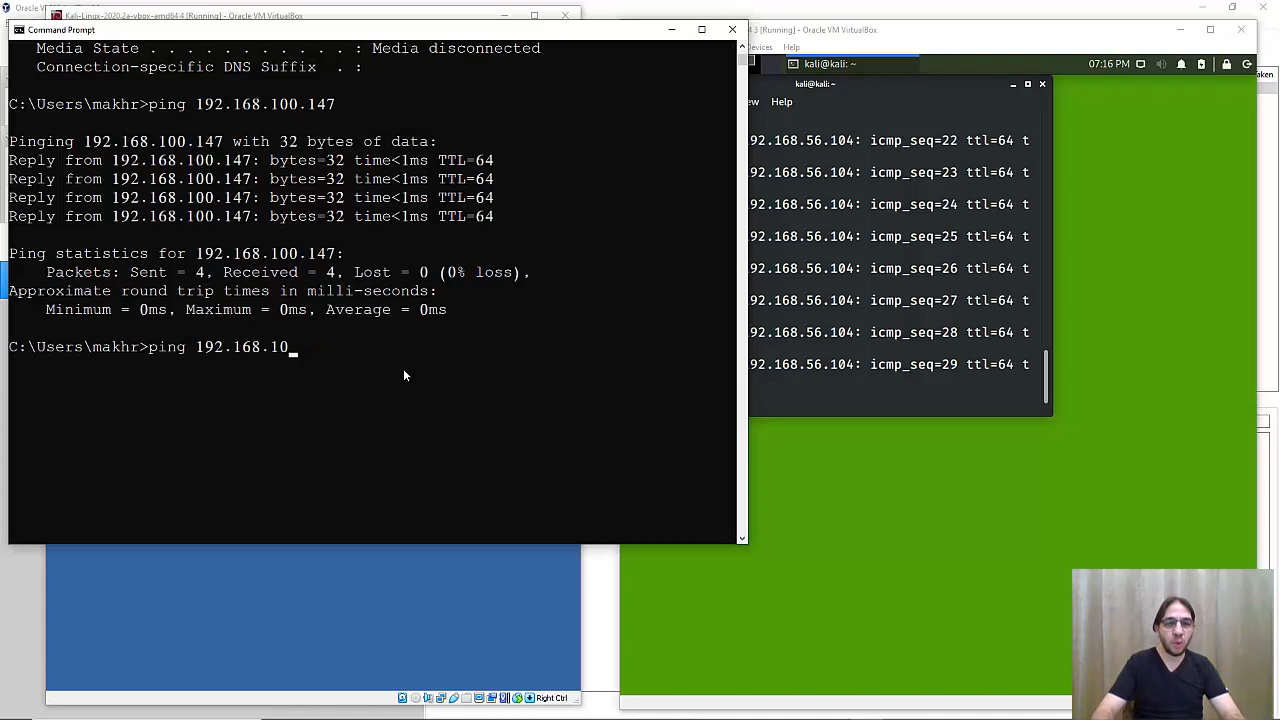 Oracle VM
Kali-Linux-2020.2a-vbox-amd64 4 [Running] - Oracle VM VirtualBox
Command Prompt
4 3 [Running] - Oracle VM VirtualBox
Devices Help
Media State . . . . . . . . . . . : Media disconnected
Connection-specific DNS Suffix . :
C:\Users\makhr>ping 192.168.100.147
Pinging 192.168.100.147 with 32 bytes of data:
Reply from 192.168.100.147: bytes=32 time<1ms TTL=64
Reply from 192.168.100.147: bytes=32 time<1ms TTL=64
Reply from 192.168.100.147: bytes=32 time<1ms TTL=64
Reply from 192.168.100.147: bytes=32 time<1ms TTL=64
Ping statistics for 192.168.100.147:
Packets: Sent = 4, Received = 4, Lost = 0 (0% loss),
Approximate round trip times in milli-seconds:
Minimum = 0ms, Maximum = 0ms, Average = 0ms
C:\Users\makhr>ping 192.168.10_
kali@kali: ~
07:16 PM
kali@kali: ~
Help
92.168.56.104: icmp_seq=22 ttl=64 t
92.168.56.104: icmp_seq=23 ttl=64 t
92.168.56.104: icmp_seq=24 ttl=64 t
92.168.56.104: icmp_seq=25 ttl=64 t
92.168.56.104: icmp_seq=26 ttl=64 t
92.168.56.104: icmp_seq=27 ttl=64 t
92.168.56.104: icmp_seq=28 ttl=64 t
92.168.56.104: icmp_seq=29 ttl=64 t
Right Ctrl